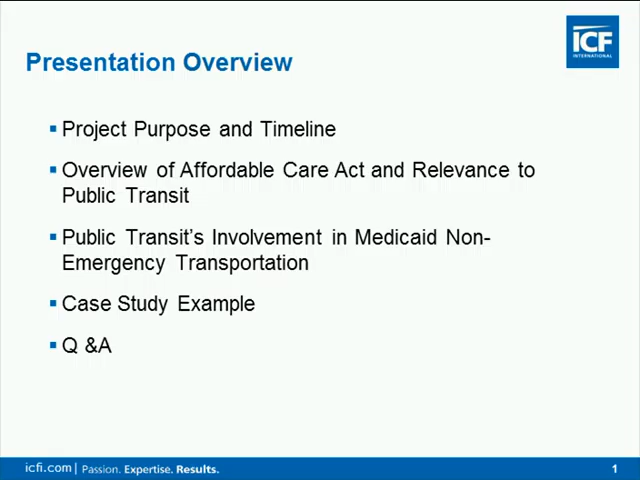 ICF
INTERNATIONAL
Presentation Overview
Project Purpose and Timeline
Overview of Affordable Care Act and Relevance to
Public Transit
Public Transit's Involvement in Medicaid Non-
Emergency Transportation
Case Study Example
Q &A
icfi.com | Passion. Expertise. Results. 1